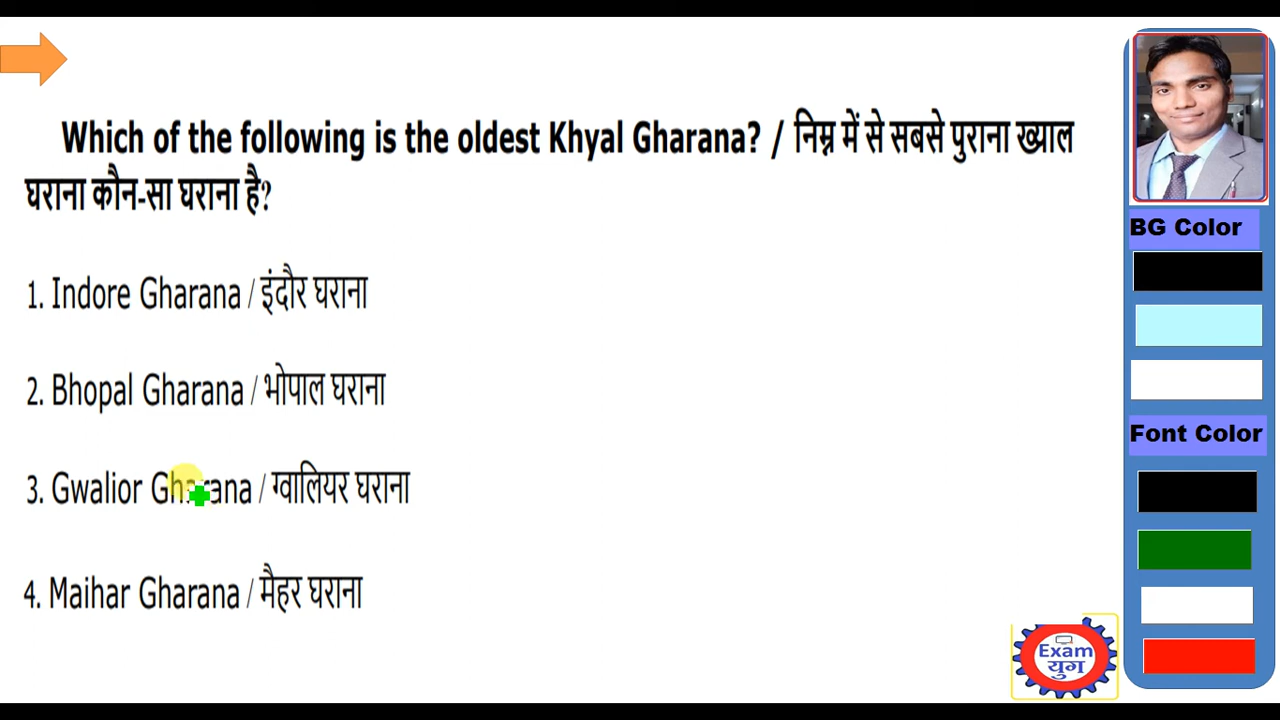 Which of the following is the oldest Khyal Gharana? / निम्न में से सबसे पुराना ख्याल
घराना कौन-सा घराना है?
1. Indore Gharana / इंदौर घराना
2. Bhopal Gharana / भोपाल घराना
3. Gwalior Gharana / ग्वालियर घराना
4. Maihar Gharana / मैहर घराना
BG Color
Font Color
Exam
युग